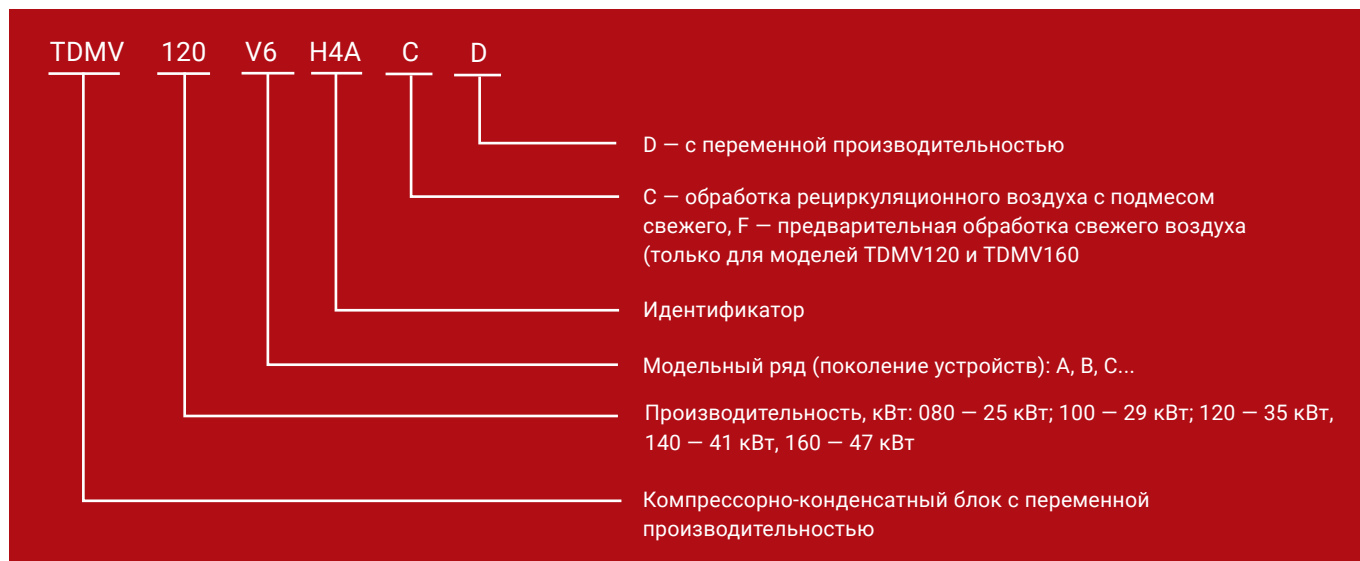 TDMV 120 V6 H4A C D
D — с переменной производительностью
C — обработка рециркуляционного воздуха с подмесом
свежего, F — предварительная обработка свежего воздуха
(только для моделей TDMV120 и TDMV160
Идентификатор
Модельный ряд (поколение устройств): A, B, C...
Производительность, кВт: 080 — 25 кВт; 100 — 29 кВт; 120 — 35 кВт,
140 — 41 кВт, 160 — 47 кВт
Компрессорно-конденсатный блок с переменной
производительностью